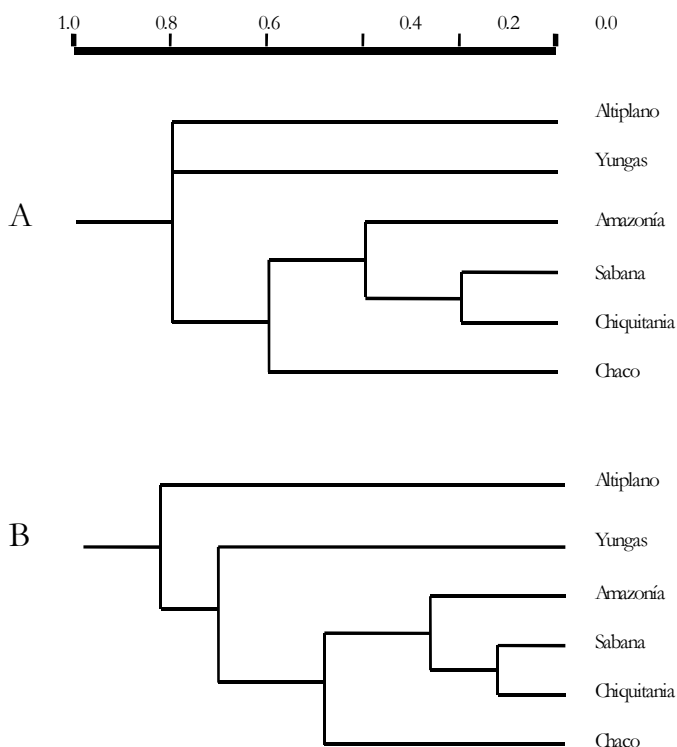 1.0 0.8 0.6 0.4 0.2 0.0
Altiplano
Yungas
A
Amazonía
Sabana
Chiquitania
Chaco
Altiplano
B
Yungas
Amazonía
Sabana
Chiquitania
Chaco